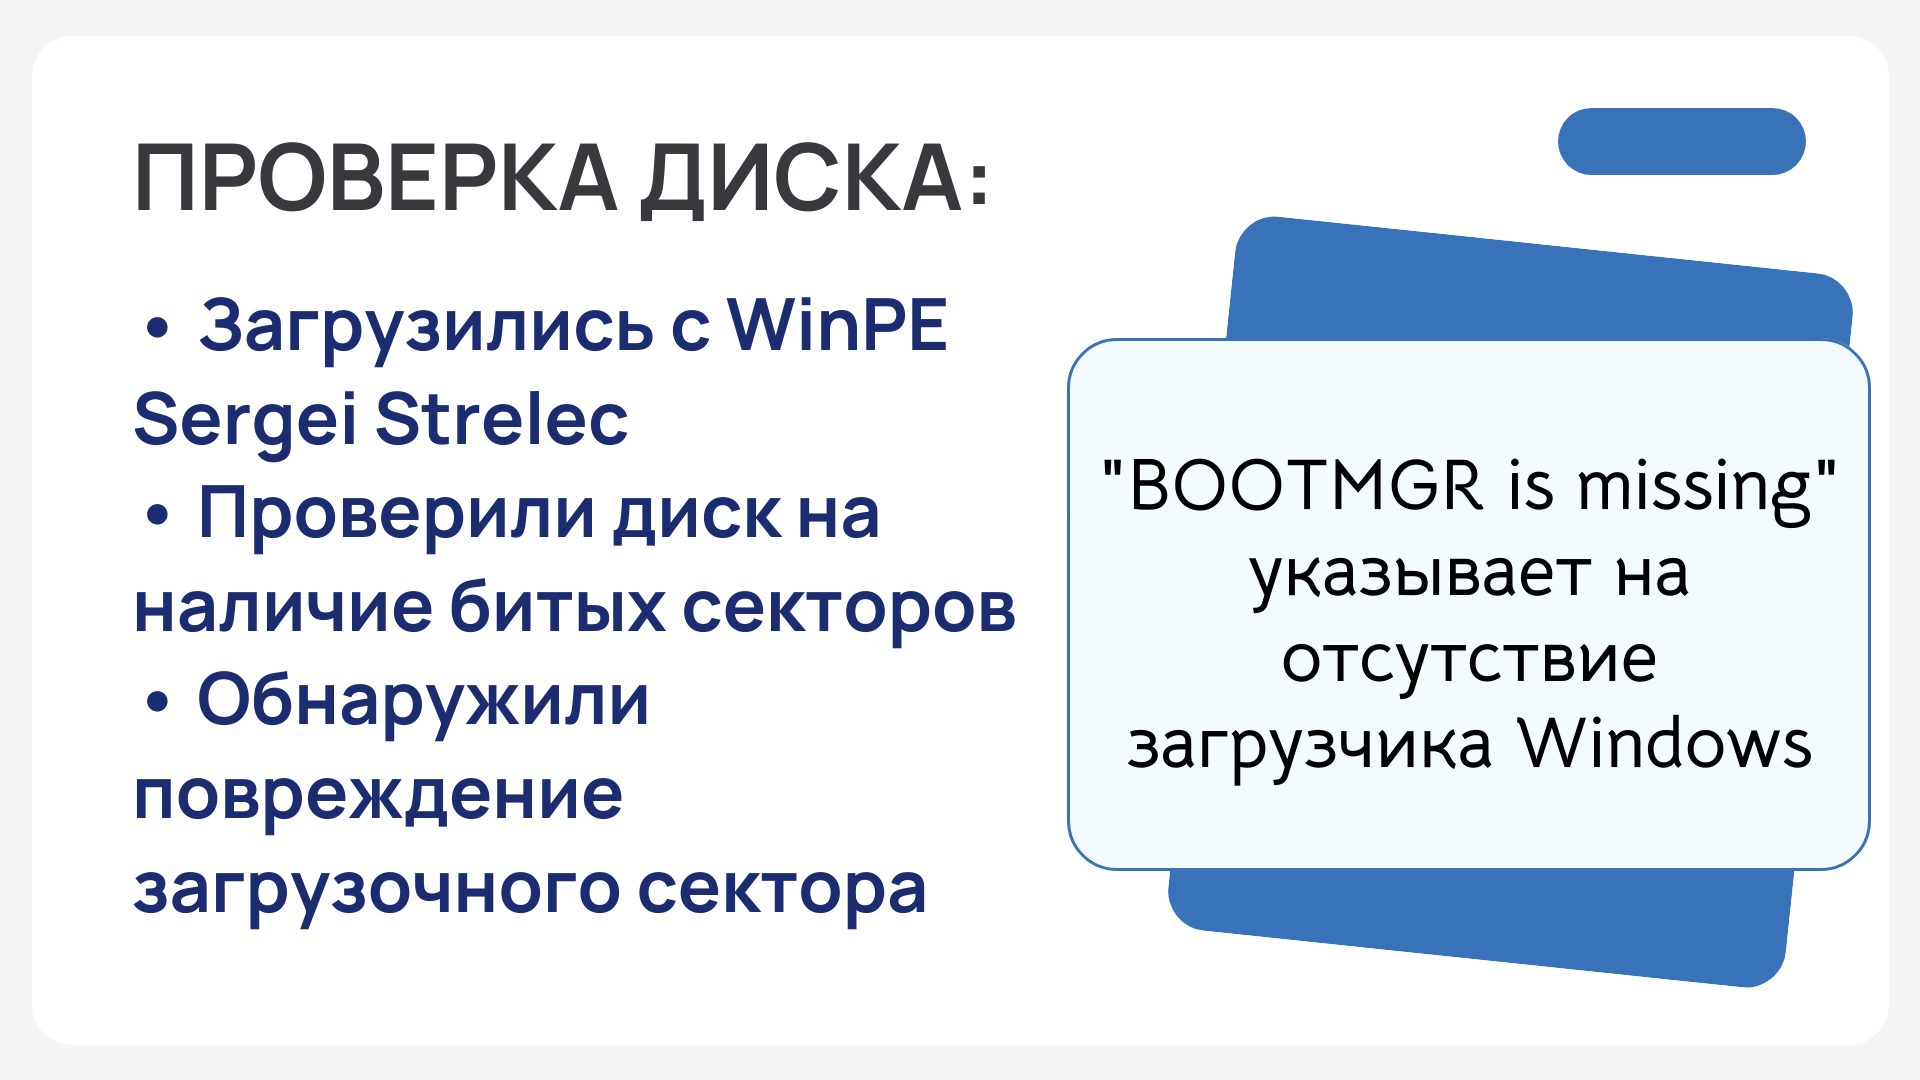 ПРОВЕРКА ДИСКА:
• Загрузились с WinPE
Sergei Strelec
• Проверили диск на
наличие битых секторов
• Обнаружили
повреждение
загрузочного сектора
"BOOTMGR is missing"
указывает на
отсутствие
загрузчика Windows